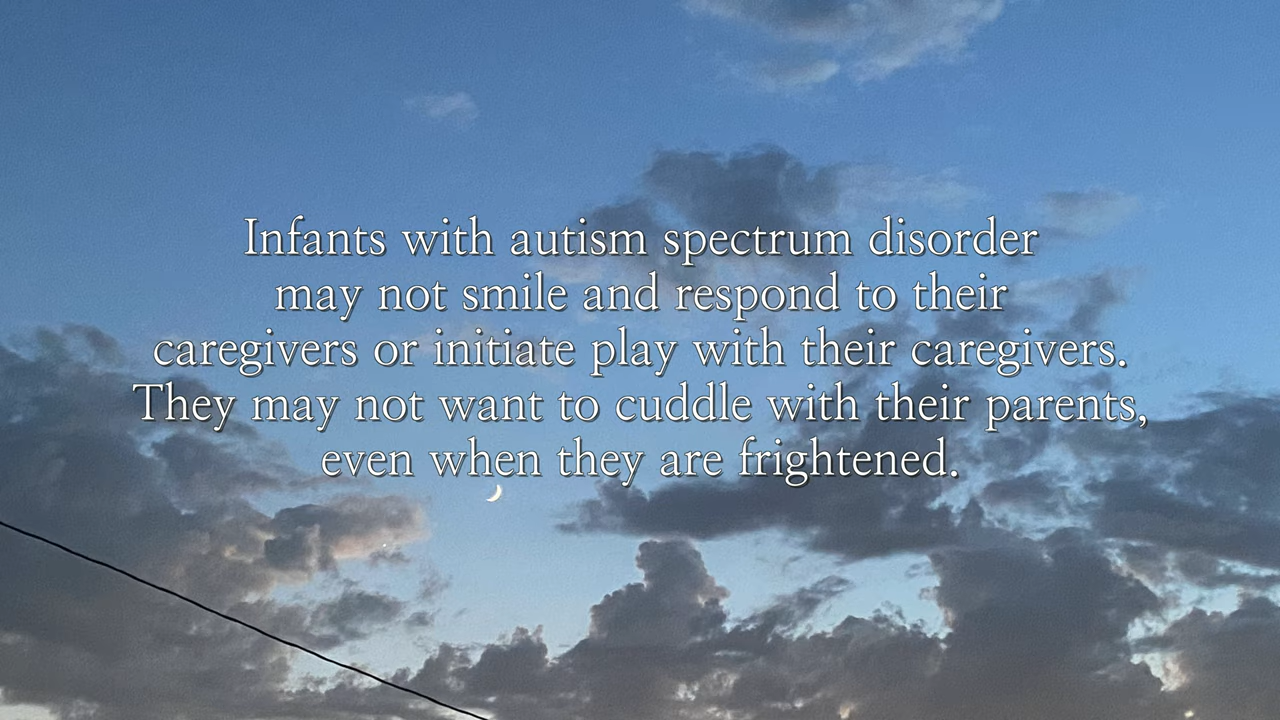 Infants with autism spectrum disorder
may not smile and respond to their
caregivers or initiate play with their caregivers.
They may not want to cuddle with their parents,
even when they are frightened.